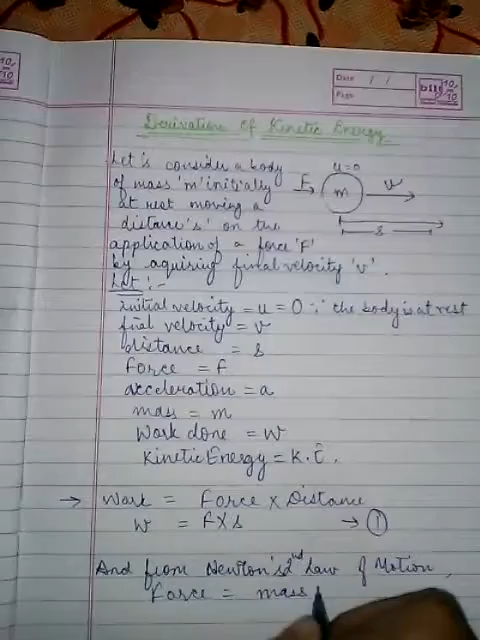 Date / /
Page
Derivation of Kinetic Energy
Let's consider a body
of mass 'm' initially
at rest moving a
distance 's' on the
application of a force 'F'
by aquiring final velocity 'v'.
u=0
F
m
v
s
Let :-
initial velocity = u = 0 ∵ the body is at rest
final velocity = v
distance = s
force = f
acceleration = a
mass = m
Work done = W
Kinetic Energy = K.E.
→ Work = Force × Distance
W = F×s → ①
And from Newton's 2nd Law of Motion,
Force = mass